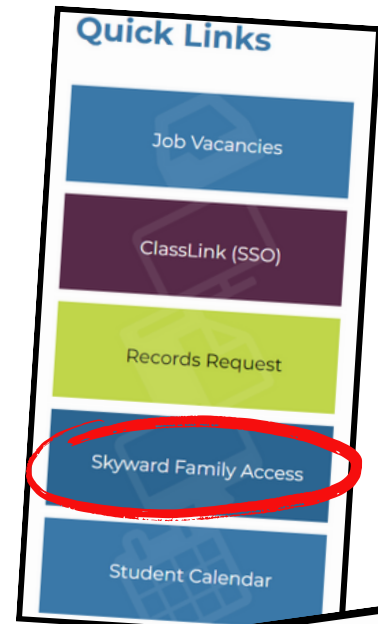 Quick Links
Job Vacancies
ClassLink (SSO)
Records Request
Skyward Family Access
Student Calendar